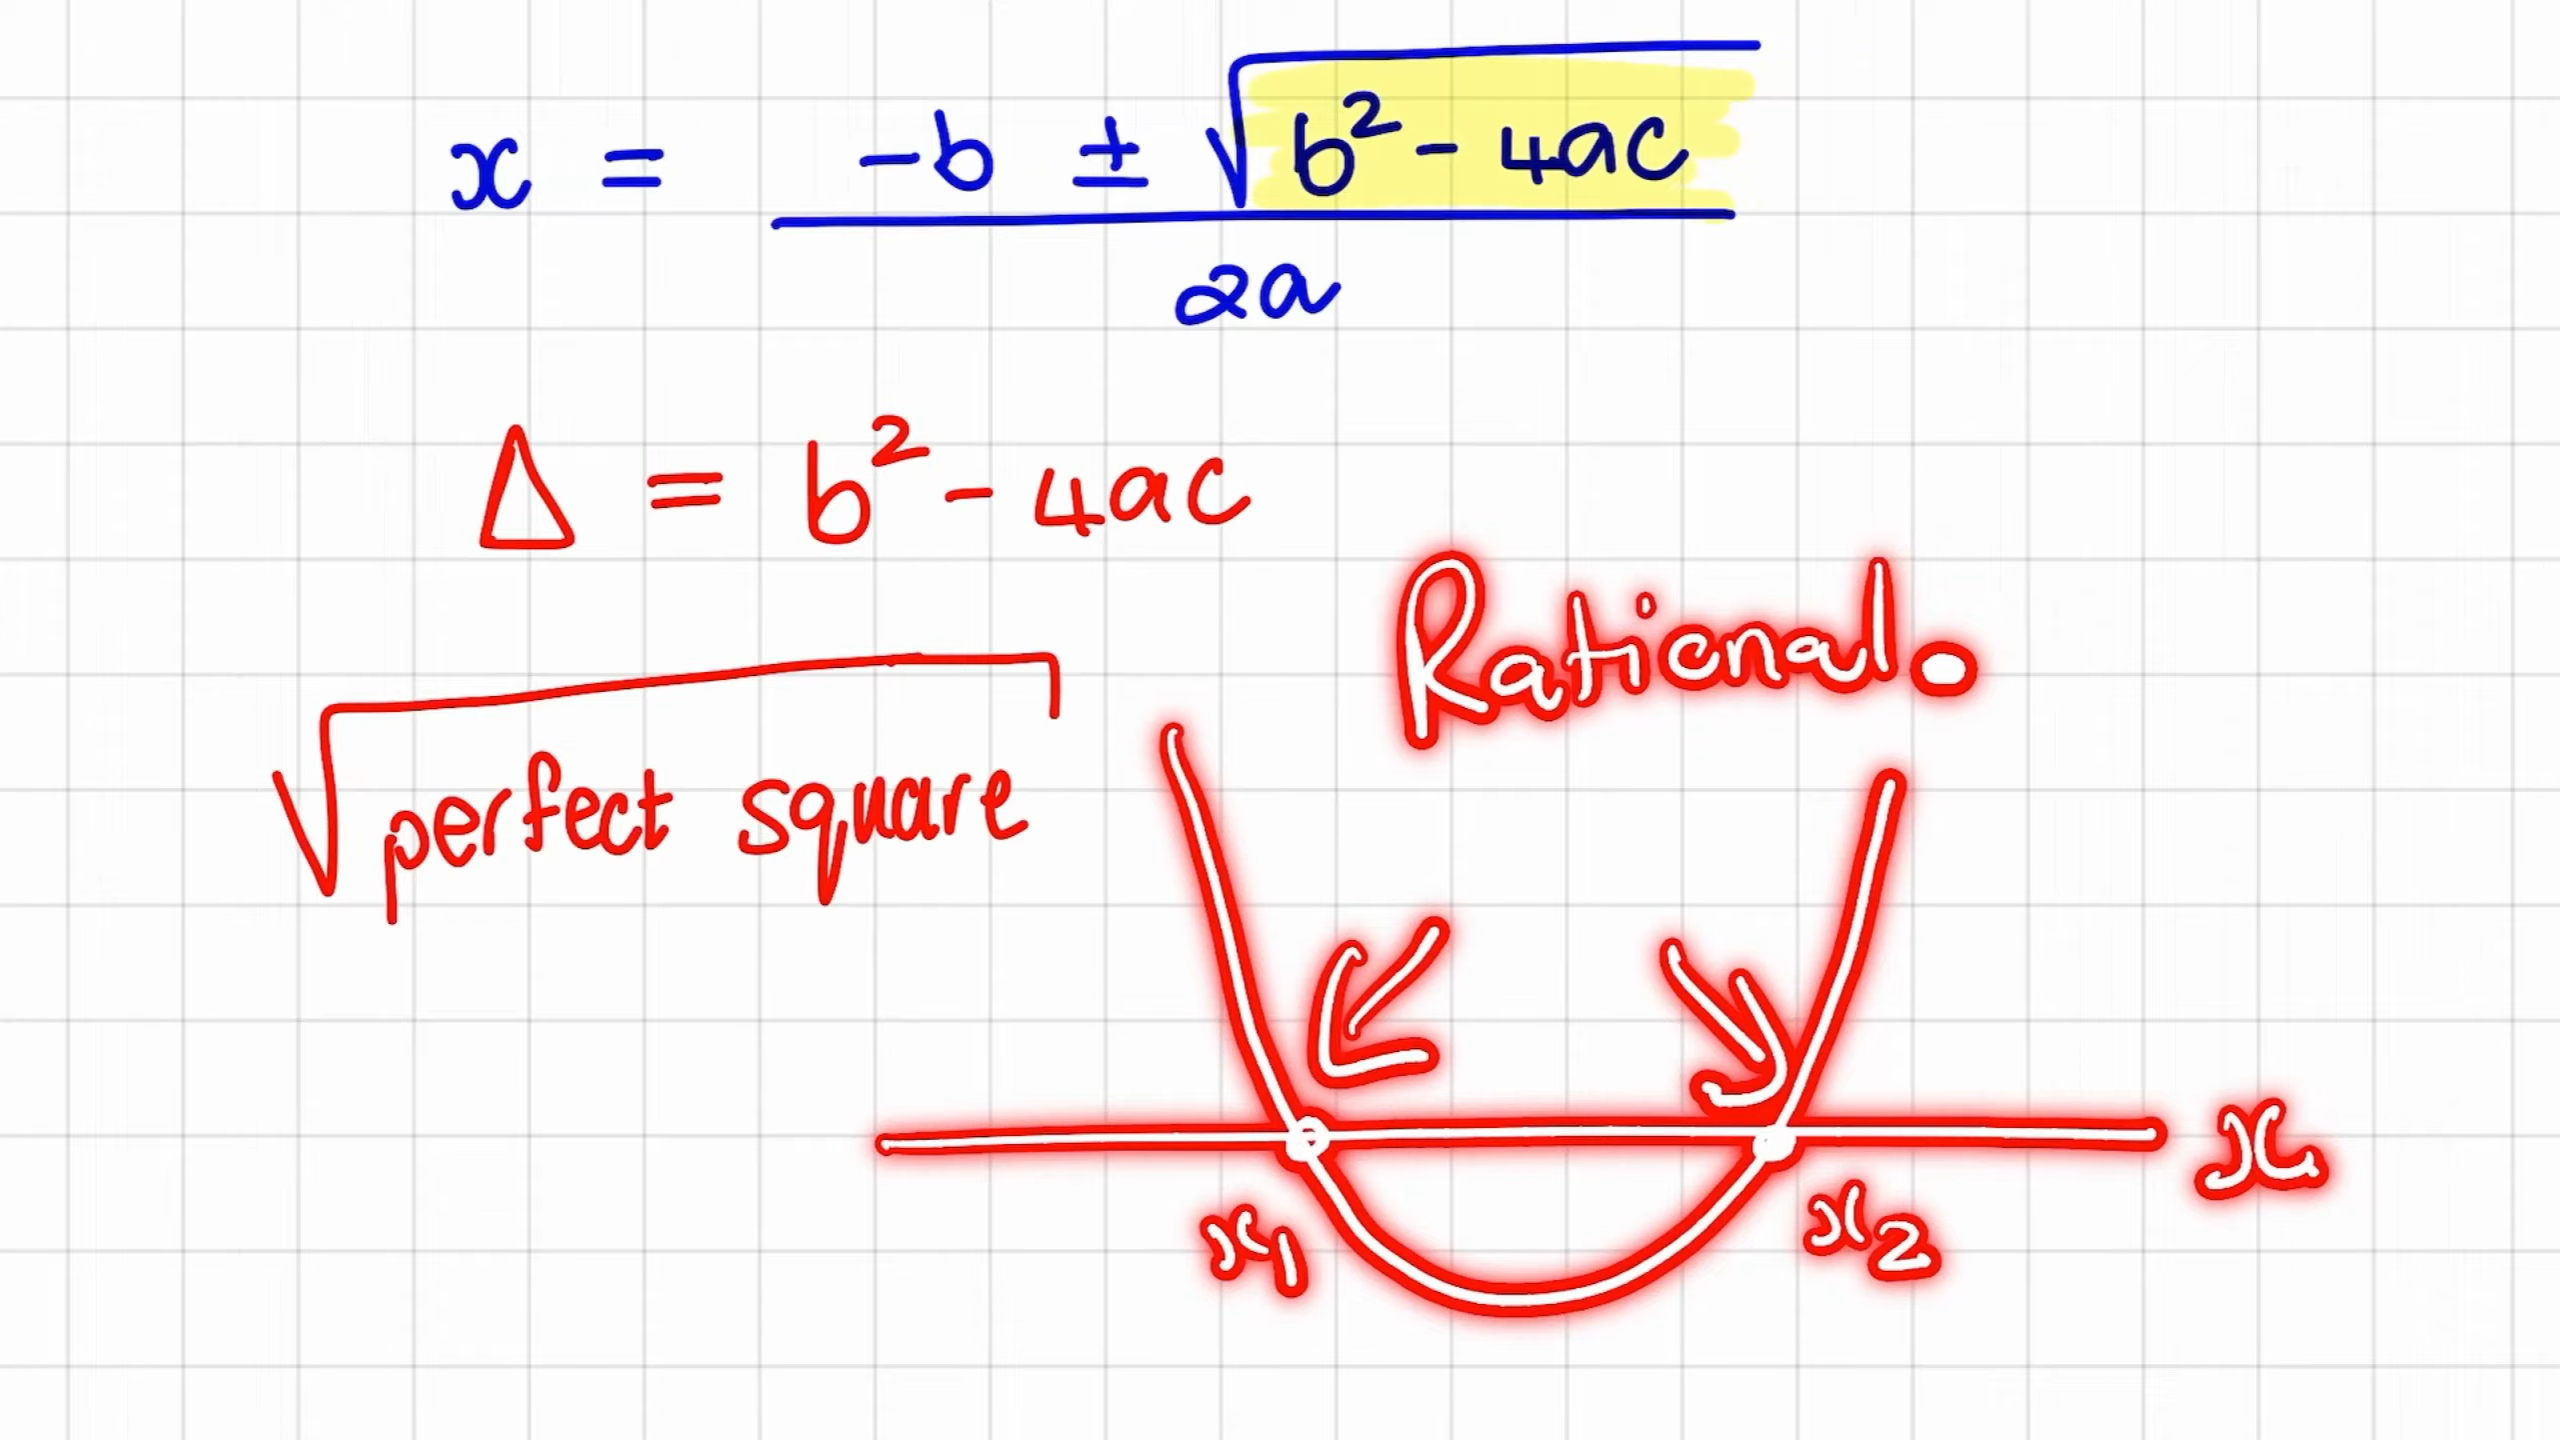 x = -b ± √b² - 4ac
2a
Δ = b² - 4ac
Rational.
√perfect square
x
x₁ x₂